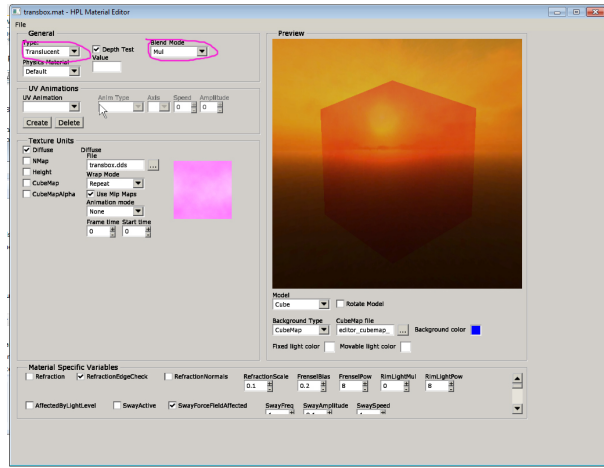 transbox.mat - HPL Material Editor
File
General
Type:
Translucent
Depth Test
Blend Mode
Mul
Physics Material
Default
Value
UV Animations
UV Animation
Anim Type
Axis
Speed
0
Amplitude
0
Create
Delete
Texture Units
Diffuse
NMap
Height
CubeMap
CubeMapAlpha
Diffuse
File
transbox.dds
...
Wrap Mode
Repeat
Use Mip Maps
Animation mode
None
Frame time
Start time
0
0
Preview
Model
Cube
Rotate Model
Background Type
CubeMap
CubeMap file
editor_cubemap_
...
Background color
Fixed light color
Movable light color
Material Specific Variables
Refraction
RefractionEdgeCheck
RefractionNormals
RefractionScale
0.1
FrenselBias
0.2
FrenselPow
8
RimLightMul
0
RimLightPow
8
AffectedByLightLevel
SwayActive
SwayForceFieldAffected
SwayFreq
SwayAmplitude
SwaySpeed